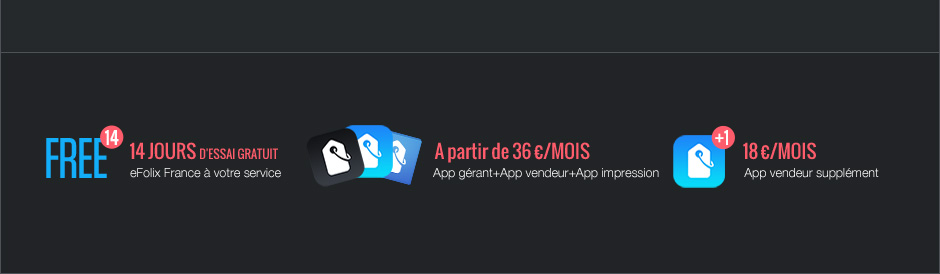 FREE 14
14 JOURS D'ESSAI GRATUIT
eFolix France à votre service
A partir de 36 €/MOIS
App gérant+App vendeur+App impression
+1
18 €/MOIS
App vendeur supplément